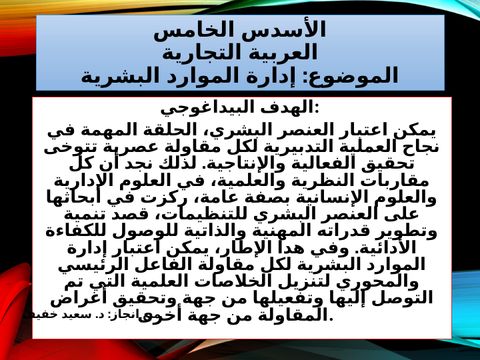 الأسدس الخامس
العربية التجارية
الموضوع: إدارة الموارد البشرية
الهدف البيداغوجي:
يمكن اعتبار العنصر البشري، الحلقة المهمة في
نجاح العملية التدبيرية لكل مقاولة عصرية تتوخى
تحقيق الفعالية والإنتاجية. لذلك نجد أن كل
مقاربات النظرية والعلمية، في العلوم الإدارية
والعلوم الإنسانية بصفة عامة، ركزت في أبحاثها
على العنصر البشري للتنظيمات، قصد تنمية
وتطوير قدراته المهنية والذاتية للوصول للكفاءة
الأدائية. وفي هذا الإطار، يمكن اعتبار إدارة
الموارد البشرية لكل مقاولة الفاعل الرئيسي
والمحوري لتنزيل الخلاصات العلمية التي تم
التوصل إليها وتفعيلها من جهة وتحقيق أغراض
المقاولة من جهة أخرى.
انجاز: د. سعيد خفيف